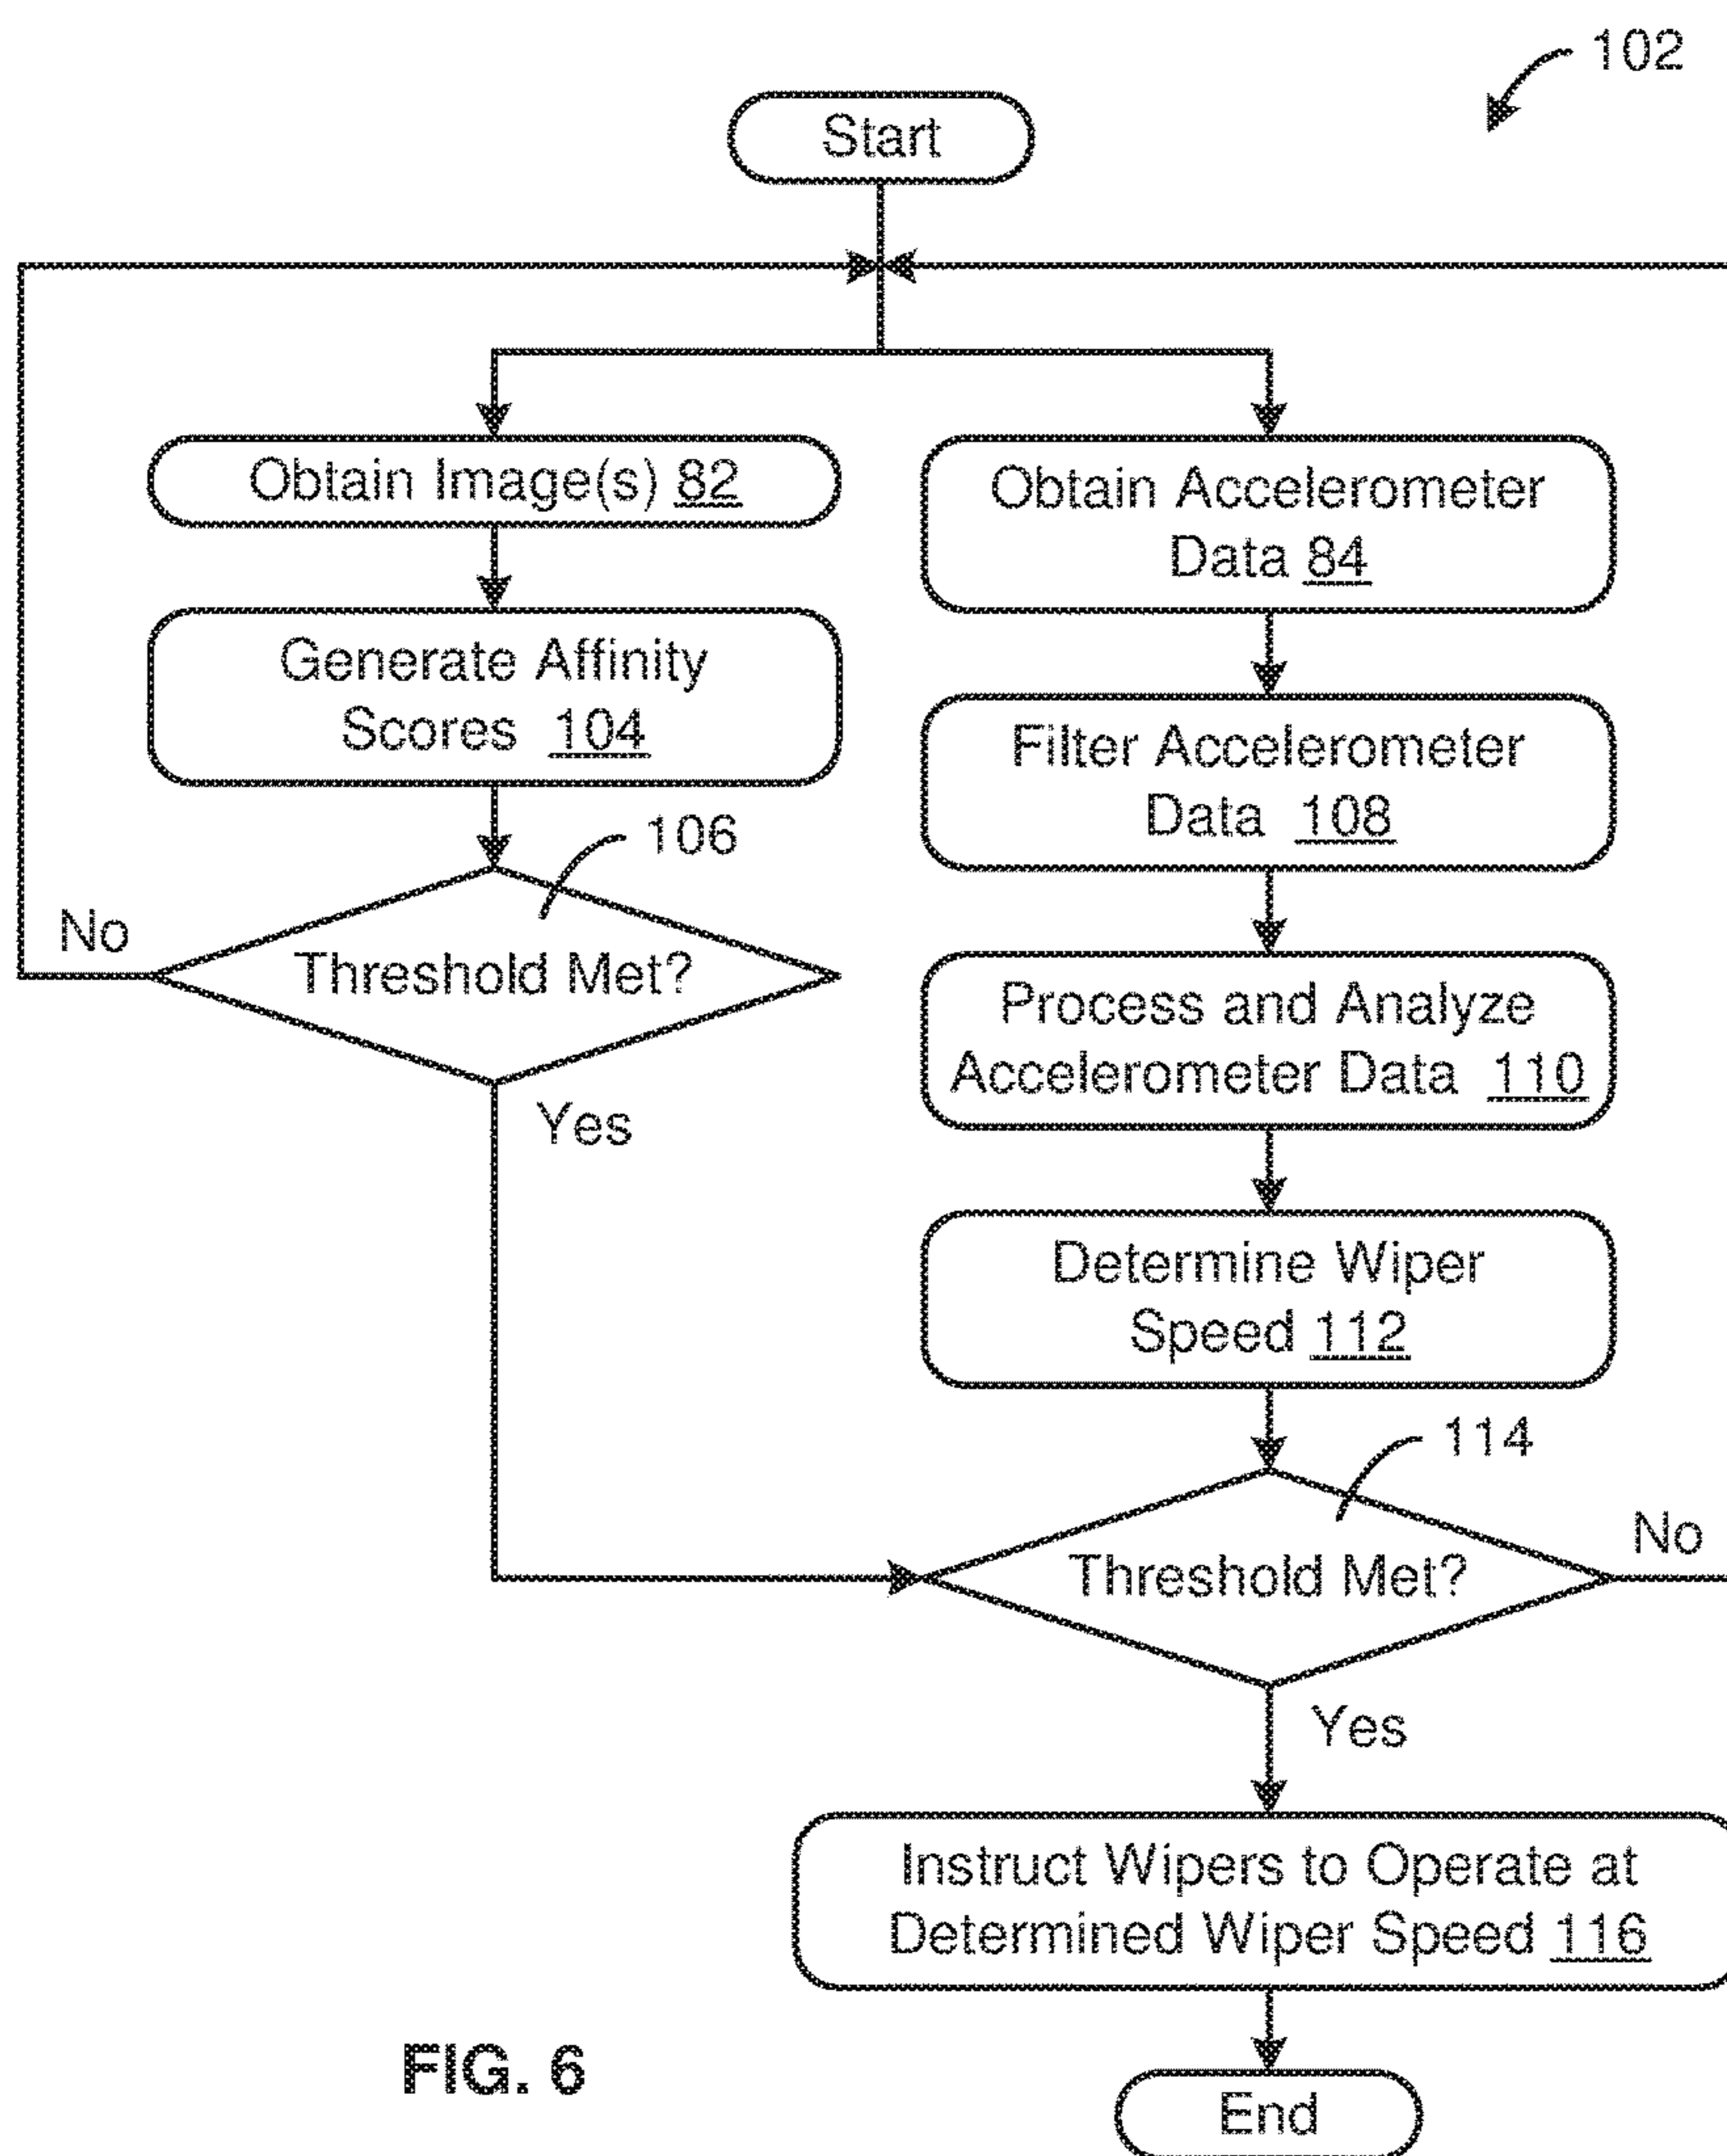 102
Start
Obtain Image(s) 82
Generate Affinity
Scores 104
106
No
Threshold Met?
Yes
Obtain Accelerometer
Data 84
Filter Accelerometer
Data 108
Process and Analyze
Accelerometer Data 110
Determine Wiper
Speed 112
114
Threshold Met?
No
Yes
Instruct Wipers to Operate at
Determined Wiper Speed 116
End
FIG. 6